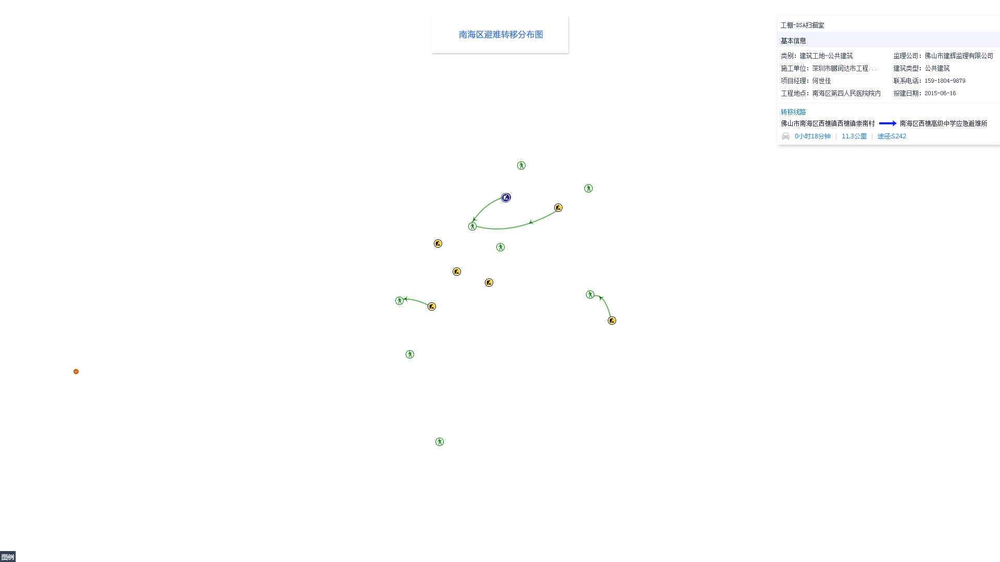 南海区避难转移分布图
工棚-DSA扫描室
基本信息
类别：建筑工地-公共建筑 监理公司：佛山市建辉监理有限公司
施工单位：深圳市鹏润达市工程... 建筑类型：公共建筑
项目经理：何世佳 联系电话：159-1804-9879
工程地点：南海区第四人民医院院内 报建日期：2015-06-16
转移线路
佛山市南海区西樵镇西樵镇崇南村 南海区西樵高级中学应急避难所
0小时18分钟 11.3公里 途径:S242
图例